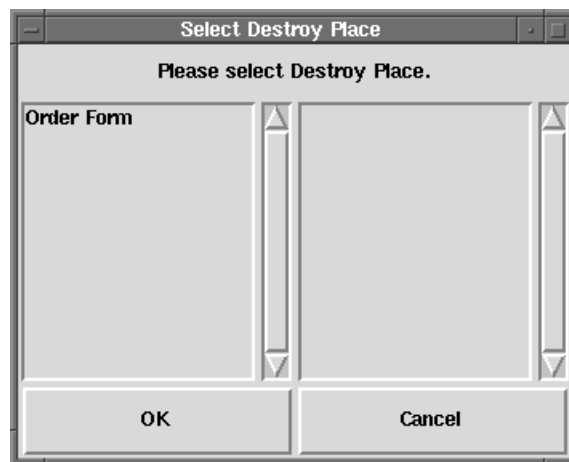 Select Destroy Place
Please select Destroy Place.
Order Form
OK
Cancel